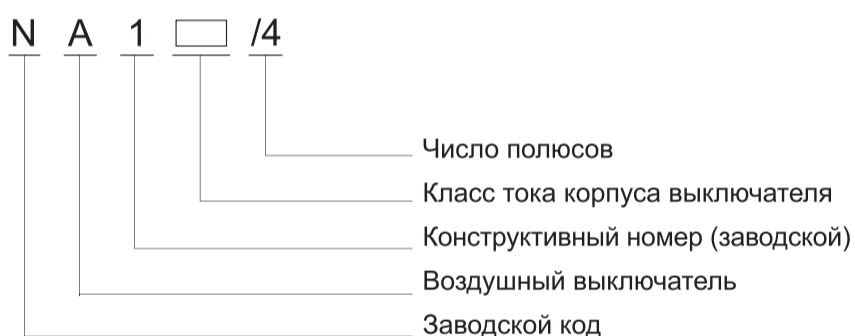 N A 1 /4
Число полюсов
Класс тока корпуса выключателя
Конструктивный номер (заводской)
Воздушный выключатель
Заводской код